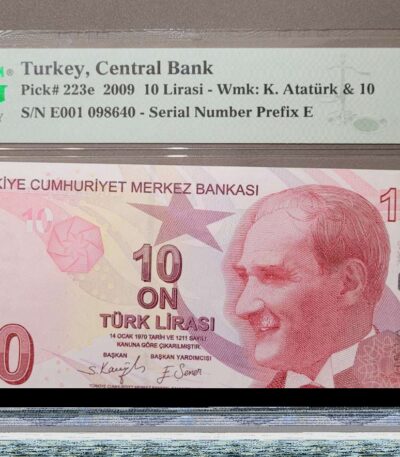 Turkey, Central Bank
Pick# 223e 2009 10 Lirasi - Wmk: K. Atatürk & 10
S/N E001 098640 - Serial Number Prefix E
KİYE CUMHURİYET MERKEZ BANKASI
10
10
ON
TÜRK LİRASI
14 OCAK 1970 TARİH VE 1211 SAYILI
KANUNA GÖRE ÇIKARILMIŞTIR.
BAŞKAN BAŞKAN YARDIMCISI